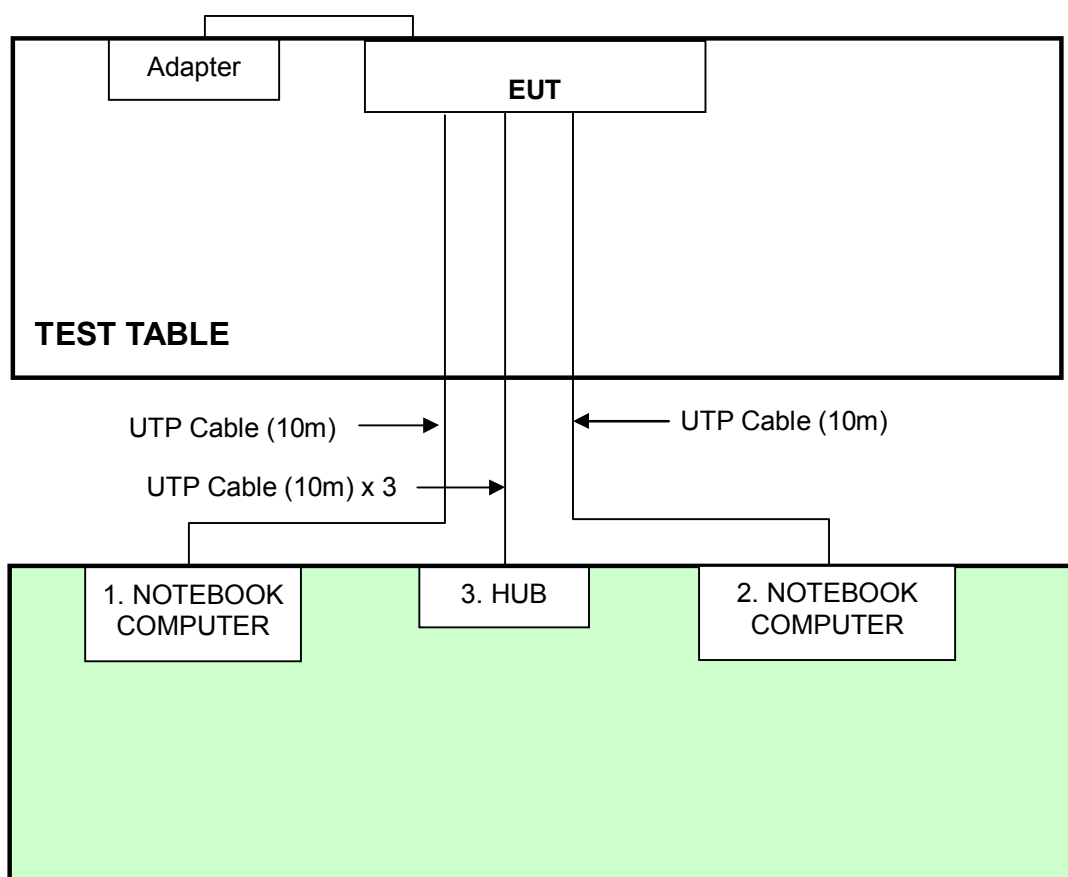 Adapter
EUT
TEST TABLE
UTP Cable (10m)
UTP Cable (10m)
UTP Cable (10m) x 3
1. NOTEBOOK
COMPUTER
3. HUB
2. NOTEBOOK
COMPUTER